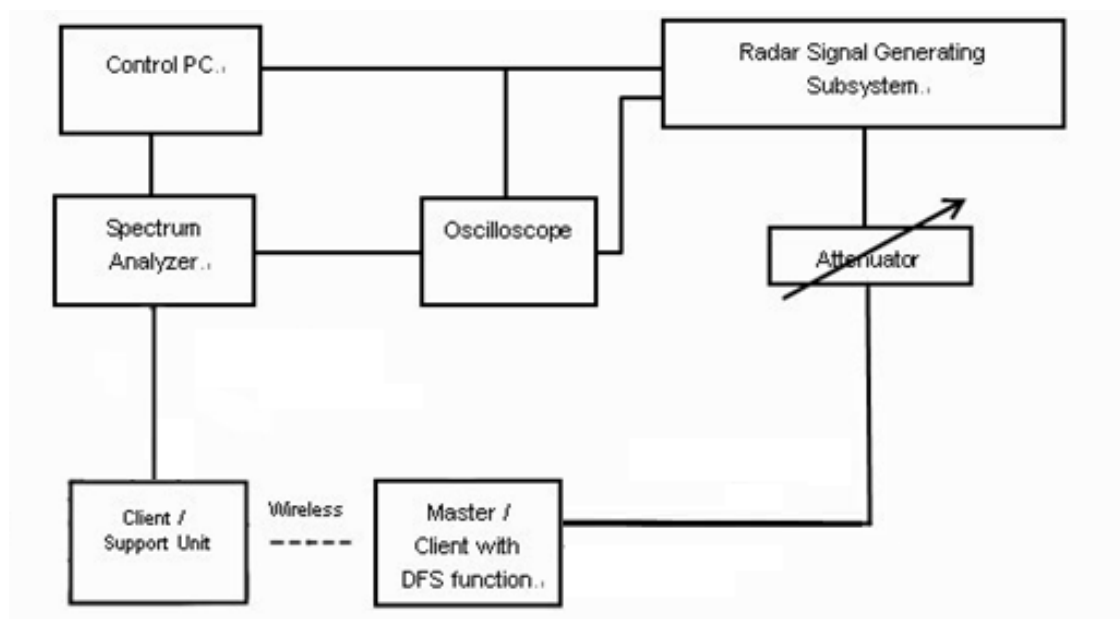 Control PC.
Radar Signal Generating
Subsystem.
Spectrum
Analyzer.
Oscilloscope
Attenuator
Client /
Support Unit
Wireless
Master /
Client with
DFS function.